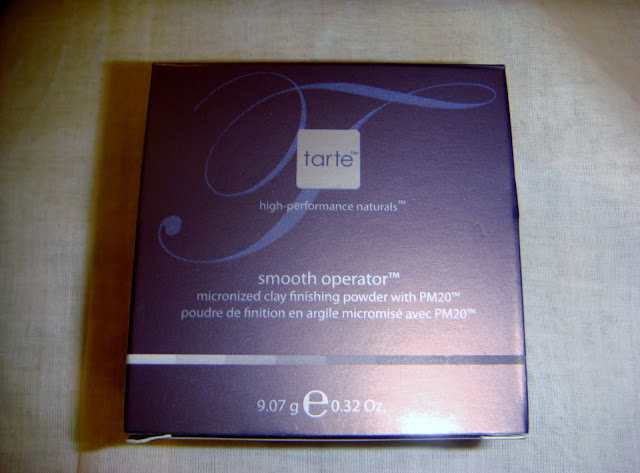 T
tarte™
high-performance naturals™
smooth operator™
micronized clay finishing powder with PM20™
poudre de finition en argile micromisé avec PM20™
9.07 g e 0.32 Oz.